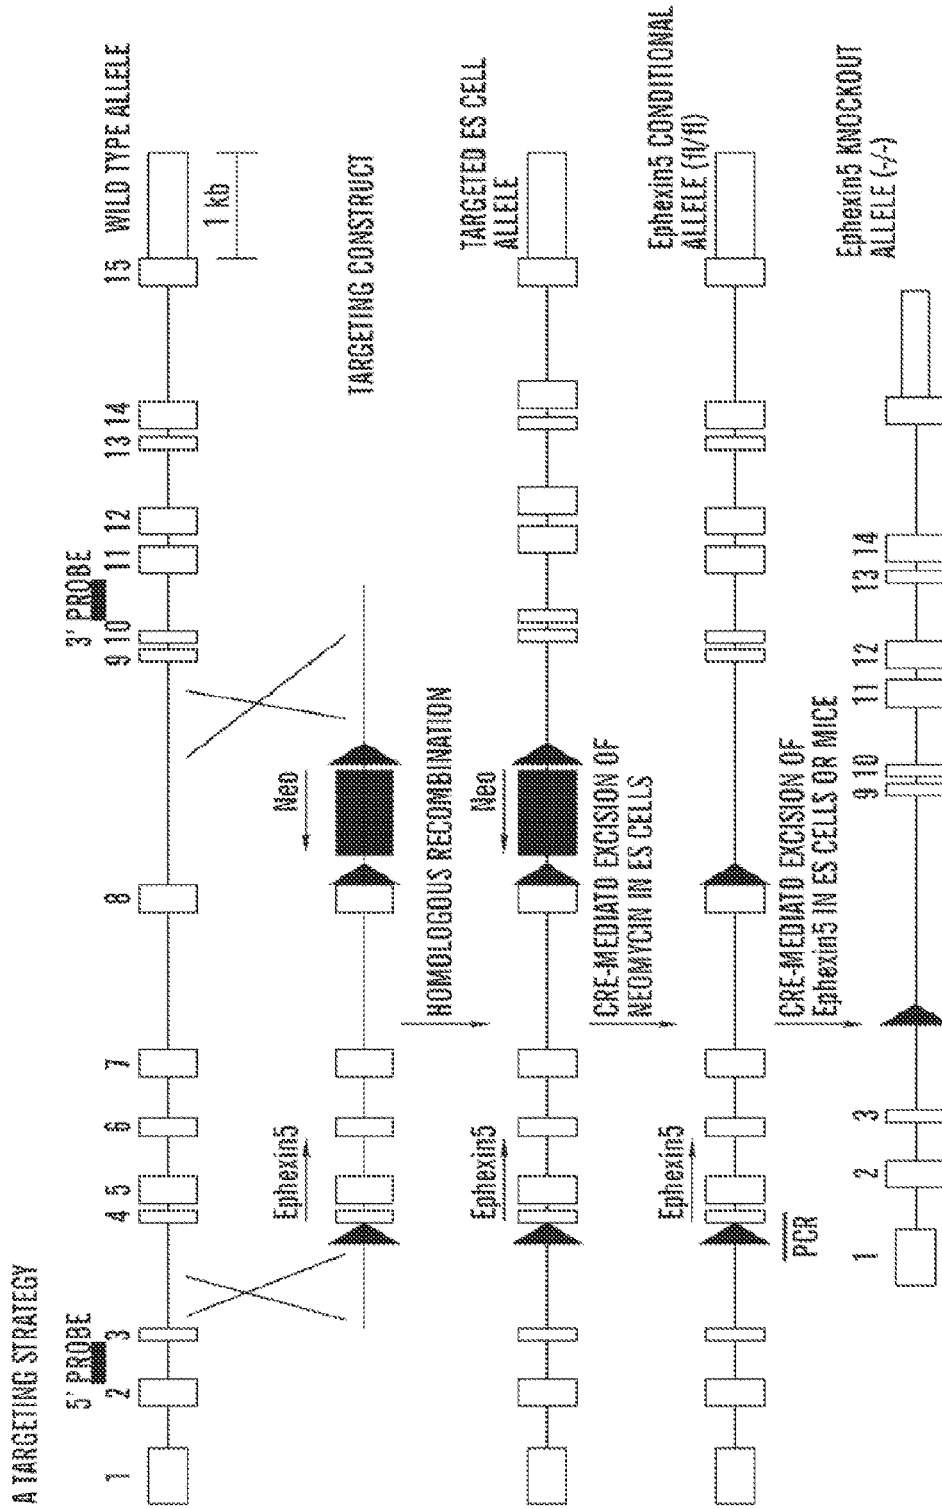 A TARGETING STRATEGY
5' PROBE
3' PROBE
1 2 3 4 5 6 7 8 9 10 11 12 13 14 15
WILD TYPE ALLELE
1 kb
Ephexin5
Neo
TARGETING CONSTRUCT
HOMOLOGOUS RECOMBINATION
Ephexin5
Neo
TARGETED ES CELL
ALLELE
CRE-MEDIATD EXCISION OF
NEOMYCIN IN ES CELLS
Ephexin5
PCR
Ephexin5 CONDITIONAL
ALLELE (fl/fl)
CRE-MEDIATD EXCISION OF
Ephexin5 IN ES CELLS OR MICE
1 2 3 9 10 11 12 13 14
Ephexin5 KNOCKOUT
ALLELE (-/-)